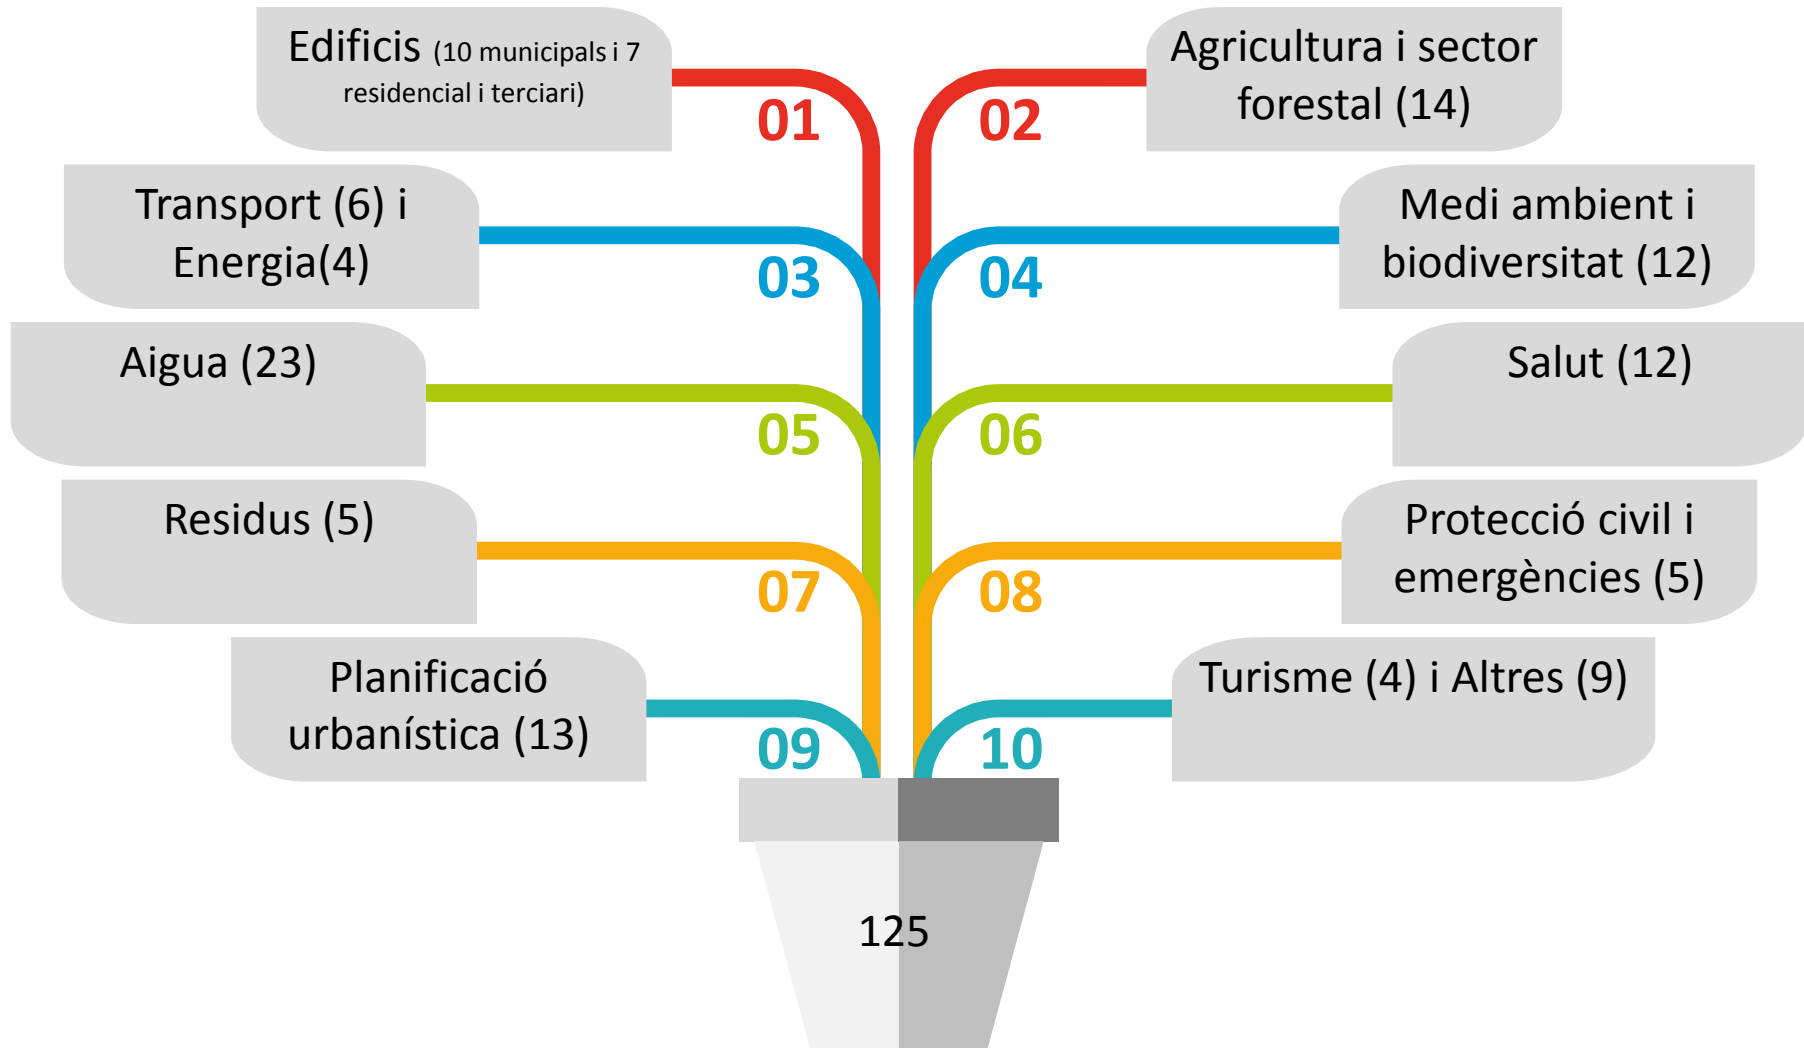 Edificis (10 municipals i 7
residencial i terciari)
01
02
Agricultura i sector
forestal (14)
Transport (6) i
Energia(4)
03
04
Medi ambient i
biodiversitat (12)
Aigua (23)
05
06
Salut (12)
Residus (5)
07
08
Protecció civil i
emergències (5)
Planificació
urbanística (13)
09
10
Turisme (4) i Altres (9)
125